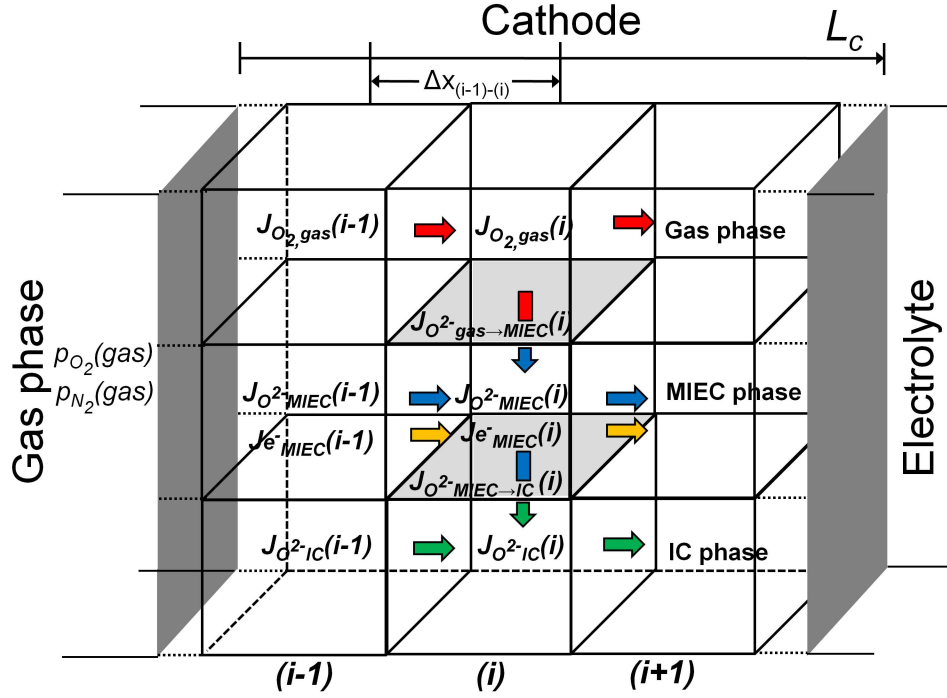 Cathode
L_c
Δx_(i-1)-(i)
J_O₂,gas(i-1)
J_O₂,gas(i)
Gas phase
J_O²⁻gas→MIEC(i)
Gas phase
p_O₂(gas)
p_N₂(gas)
J_O²⁻MIEC(i-1)
J_O²⁻MIEC(i)
MIEC phase
Je⁻MIEC(i-1)
Je⁻MIEC(i)
J_O²⁻MIEC→IC(i)
J_O²⁻IC(i-1)
J_O²⁻IC(i)
IC phase
Electrolyte
(i-1)
(i)
(i+1)